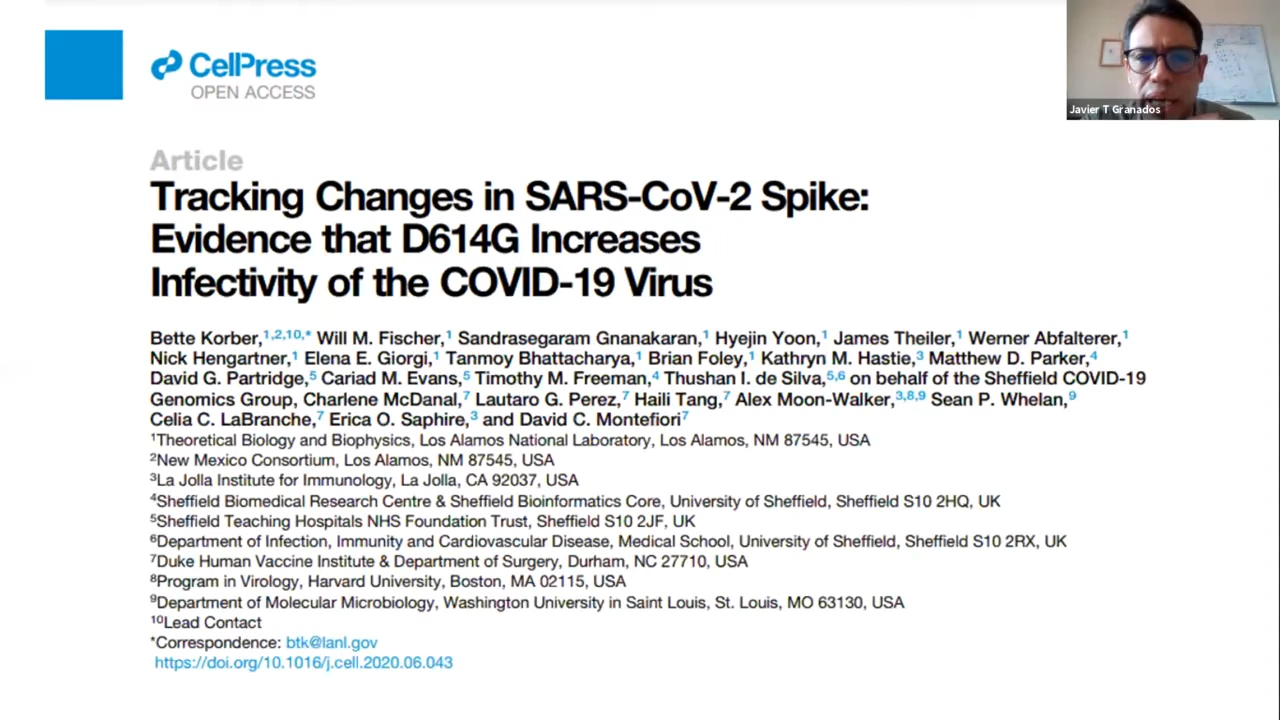 CellPress
OPEN ACCESS
Javier T Granados
Article
Tracking Changes in SARS-CoV-2 Spike:
Evidence that D614G Increases
Infectivity of the COVID-19 Virus
Bette Korber,1,2,10,* Will M. Fischer,1 Sandrasegaram Gnanakaran,1 Hyejin Yoon,1 James Theiler,1 Werner Abfalterer,1
Nick Hengartner,1 Elena E. Giorgi,1 Tanmoy Bhattacharya,1 Brian Foley,1 Kathryn M. Hastie,3 Matthew D. Parker,4
David G. Partridge,5 Cariad M. Evans,5 Timothy M. Freeman,4 Thushan I. de Silva,5,6 on behalf of the Sheffield COVID-19
Genomics Group, Charlene McDanal,7 Lautaro G. Perez,7 Haili Tang,7 Alex Moon-Walker,3,8,9 Sean P. Whelan,9
Celia C. LaBranche,7 Erica O. Saphire,3 and David C. Montefiori7
1Theoretical Biology and Biophysics, Los Alamos National Laboratory, Los Alamos, NM 87545, USA
2New Mexico Consortium, Los Alamos, NM 87545, USA
3La Jolla Institute for Immunology, La Jolla, CA 92037, USA
4Sheffield Biomedical Research Centre & Sheffield Bioinformatics Core, University of Sheffield, Sheffield S10 2HQ, UK
5Sheffield Teaching Hospitals NHS Foundation Trust, Sheffield S10 2JF, UK
6Department of Infection, Immunity and Cardiovascular Disease, Medical School, University of Sheffield, Sheffield S10 2RX, UK
7Duke Human Vaccine Institute & Department of Surgery, Durham, NC 27710, USA
8Program in Virology, Harvard University, Boston, MA 02115, USA
9Department of Molecular Microbiology, Washington University in Saint Louis, St. Louis, MO 63130, USA
10Lead Contact
*Correspondence: btk@lanl.gov
https://doi.org/10.1016/j.cell.2020.06.043